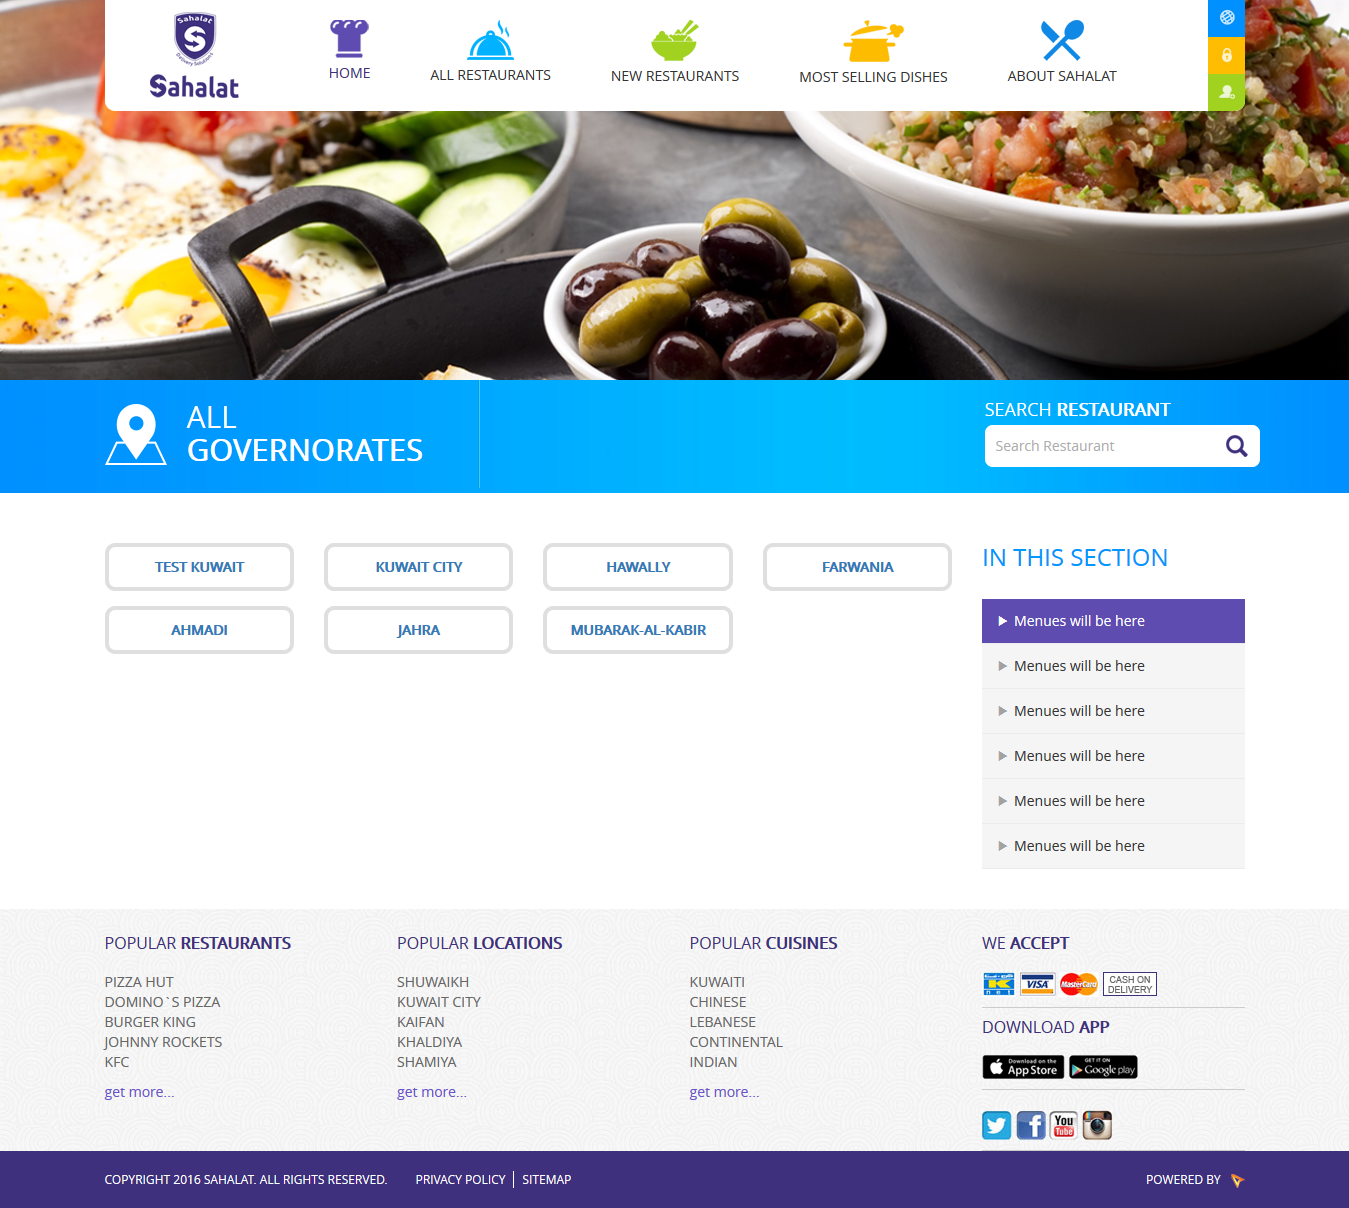 Sahalat
Delivery Solutions
Sahalat
HOME
ALL RESTAURANTS
NEW RESTAURANTS
MOST SELLING DISHES
ABOUT SAHALAT
ALL
GOVERNORATES
SEARCH RESTAURANT
Search Restaurant
TEST KUWAIT
KUWAIT CITY
HAWALLY
FARWANIA
AHMADI
JAHRA
MUBARAK-AL-KABIR
IN THIS SECTION
Menues will be here
Menues will be here
Menues will be here
Menues will be here
Menues will be here
Menues will be here
POPULAR RESTAURANTS
PIZZA HUT
DOMINO`S PIZZA
BURGER KING
JOHNNY ROCKETS
KFC
get more...
POPULAR LOCATIONS
SHUWAIKH
KUWAIT CITY
KAIFAN
KHALDIYA
SHAMIYA
get more...
POPULAR CUISINES
KUWAITI
CHINESE
LEBANESE
CONTINENTAL
INDIAN
get more...
WE ACCEPT
K net
VISA
MasterCard
CASH ON
DELIVERY
DOWNLOAD APP
Download on the
App Store
GET IT ON
Google play
You
Tube
COPYRIGHT 2016 SAHALAT. ALL RIGHTS RESERVED.
PRIVACY POLICY
SITEMAP
POWERED BY